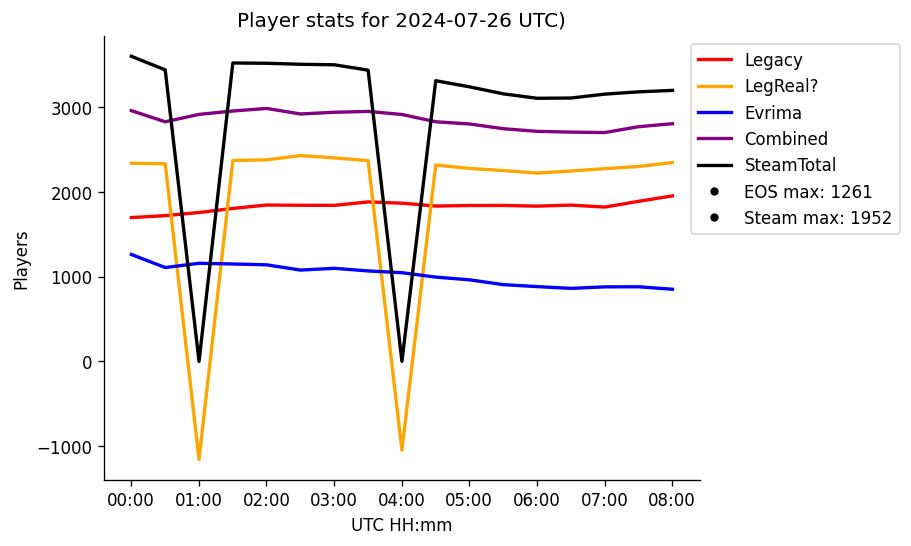 Player stats for 2024-07-26 UTC)
Legacy
LegReal?
Evrima
Combined
SteamTotal
EOS max: 1261
Steam max: 1952
Players
3000
2000
1000
0
−1000
00:00 01:00 02:00 03:00 04:00 05:00 06:00 07:00 08:00
UTC HH:mm